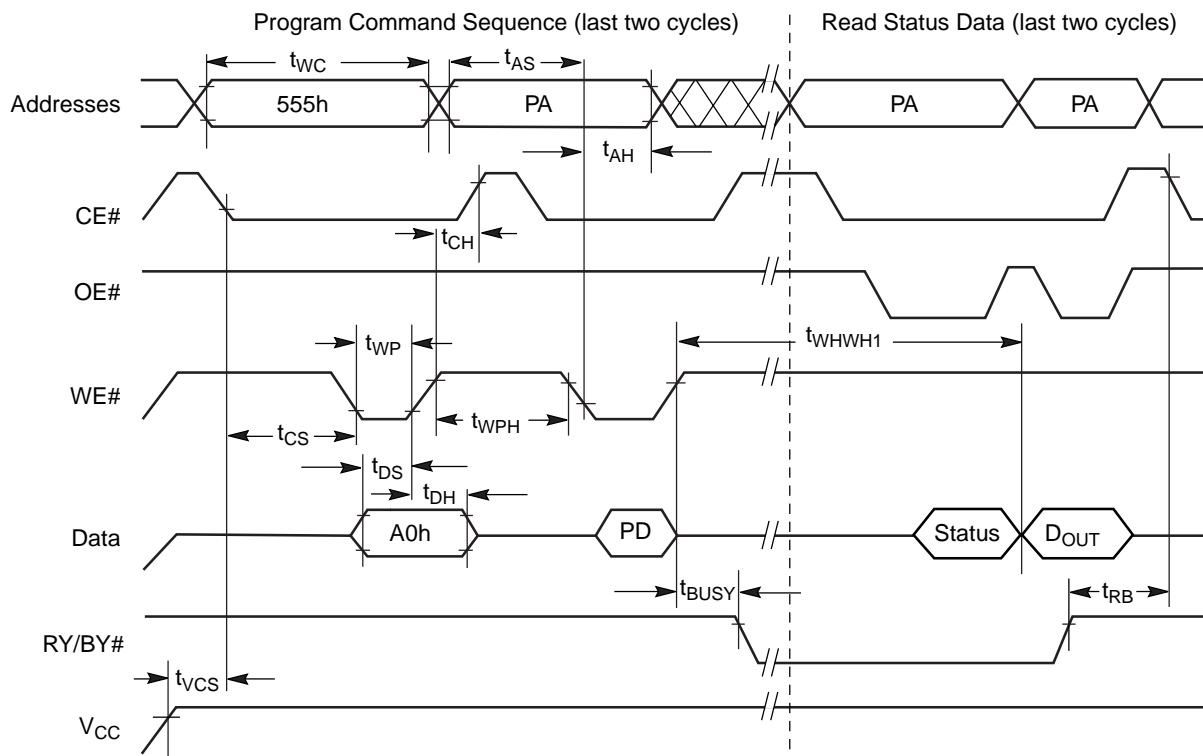 Program Command Sequence (last two cycles)
Read Status Data (last two cycles)
tWC
tAS
Addresses
555h
PA
PA
PA
tAH
CE#
tCH
OE#
tWP
tWHWH1
WE#
tCS
tWPH
tDS
tDH
Data
A0h
PD
Status
DOUT
tBUSY
tRB
RY/BY#
tVCS
VCC